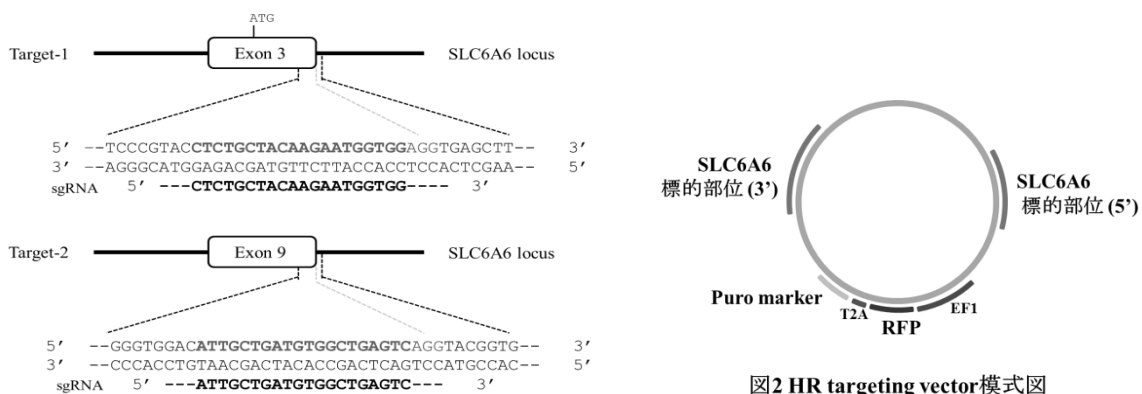 ATG
Target-1
Exon 3
SLC6A6 locus
5’ --TCCCGTACCTCTGCTACAAGAATGGTGGAGGTGAGCTT-- 3’
3’ --AGGGCATGGAGACGATGTTCTTACCACCTCCACTCGAA-- 5’
sgRNA 5’ ---CTCTGCTACAAGAATGGTGG---- 3’
Target-2
Exon 9
SLC6A6 locus
5’ --GGGTGGACATTGCTGATGTGGCTGAGTCAGGTACGGTG- 3’
3’ --CCCACCTGTAACGACTACACCGACTCAGTCCATGCCAC- 5’
sgRNA 5’ ---ATTGCTGATGTGGCTGAGTC--- 3’
SLC6A6
標的部位 (3’)
SLC6A6
標的部位 (5’)
Puro marker
T2A
RFP
EF1
図2 HR targeting vector模式図